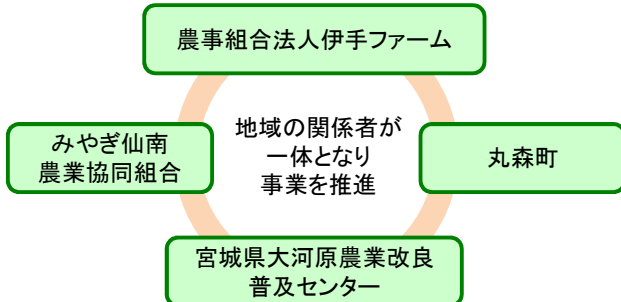 農事組合法人伊手ファーム
みやぎ仙南
農業協同組合
地域の関係者が
一体となり
事業を推進
丸森町
宮城県大河原農業改良
普及センター